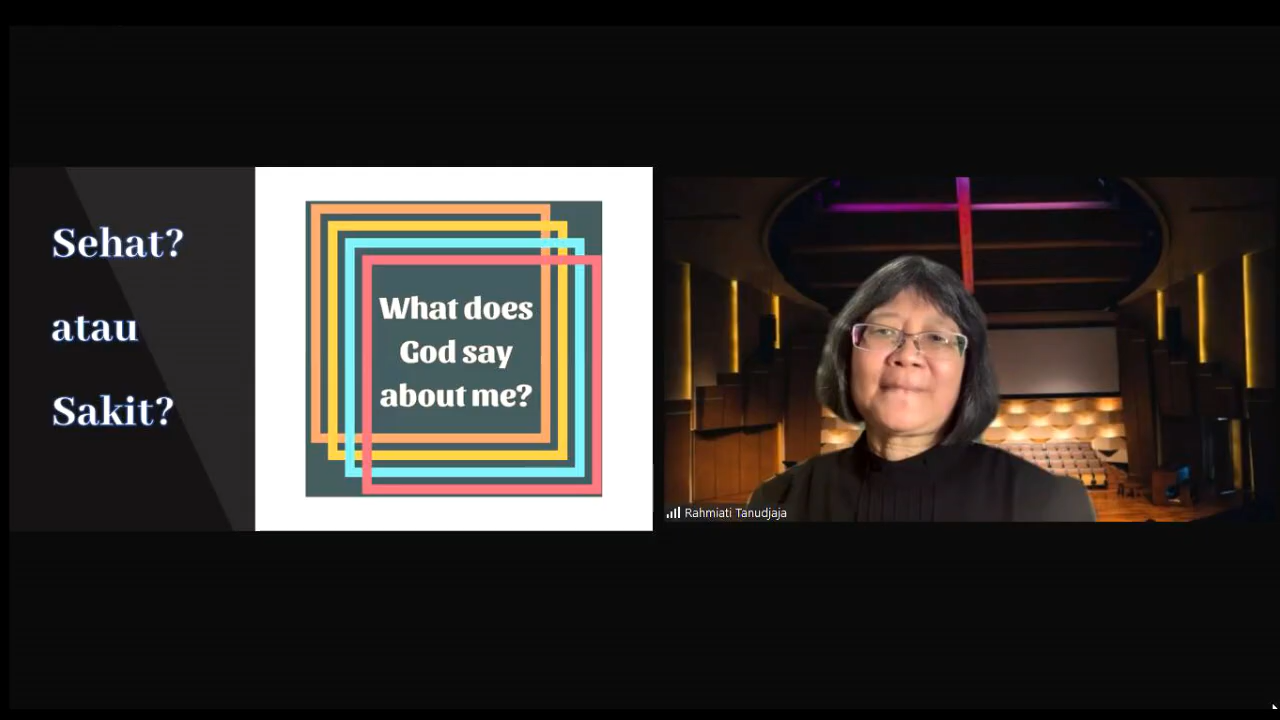 Sehat?
atau
Sakit?
What does
God say
about me?
Rahmiati Tanudjaja